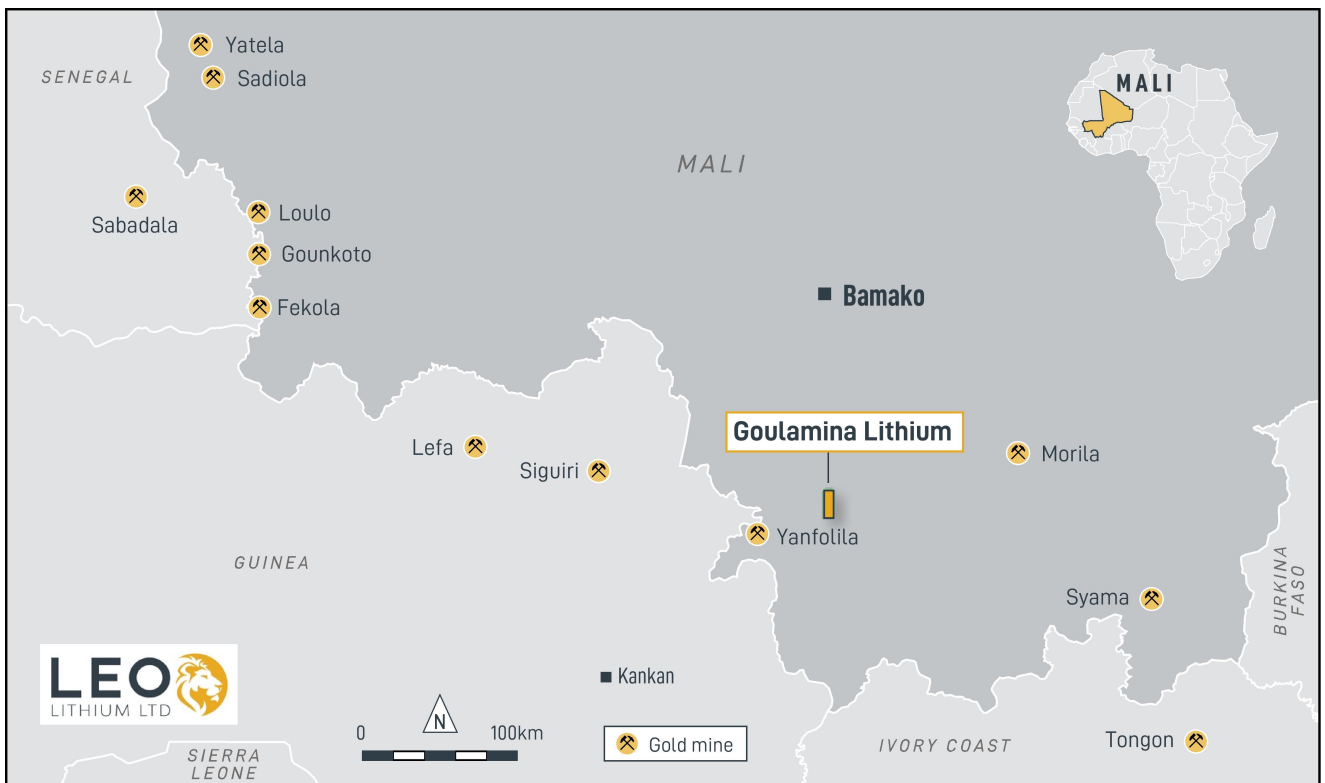 Yatela
SENEGAL
Sadiola
MALI
MALI
Sabadala
Loulo
Gounkoto
Fekola
Bamako
Goulamina Lithium
Lefa
Siguiri
Morila
Yanfolila
GUINEA
Syama
BURKINA
FASO
LEO
LITHIUM LTD
Kankan
N
0 100km
Gold mine
IVORY COAST
Tongon
SIERRA
LEONE